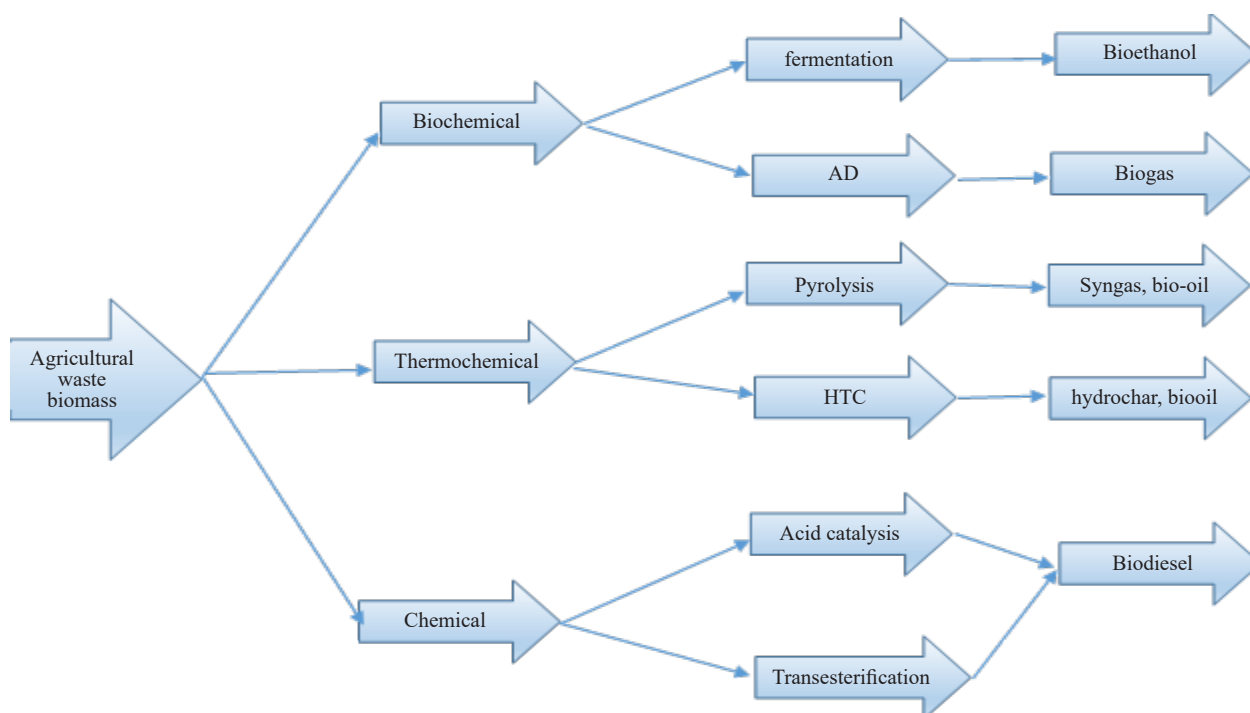 fermentation
Bioethanol
Biochemical
AD
Biogas
Pyrolysis
Syngas, bio-oil
Agricultural
waste
biomass
Thermochemical
HTC
hydrochar, biooil
Acid catalysis
Biodiesel
Chemical
Transesterification